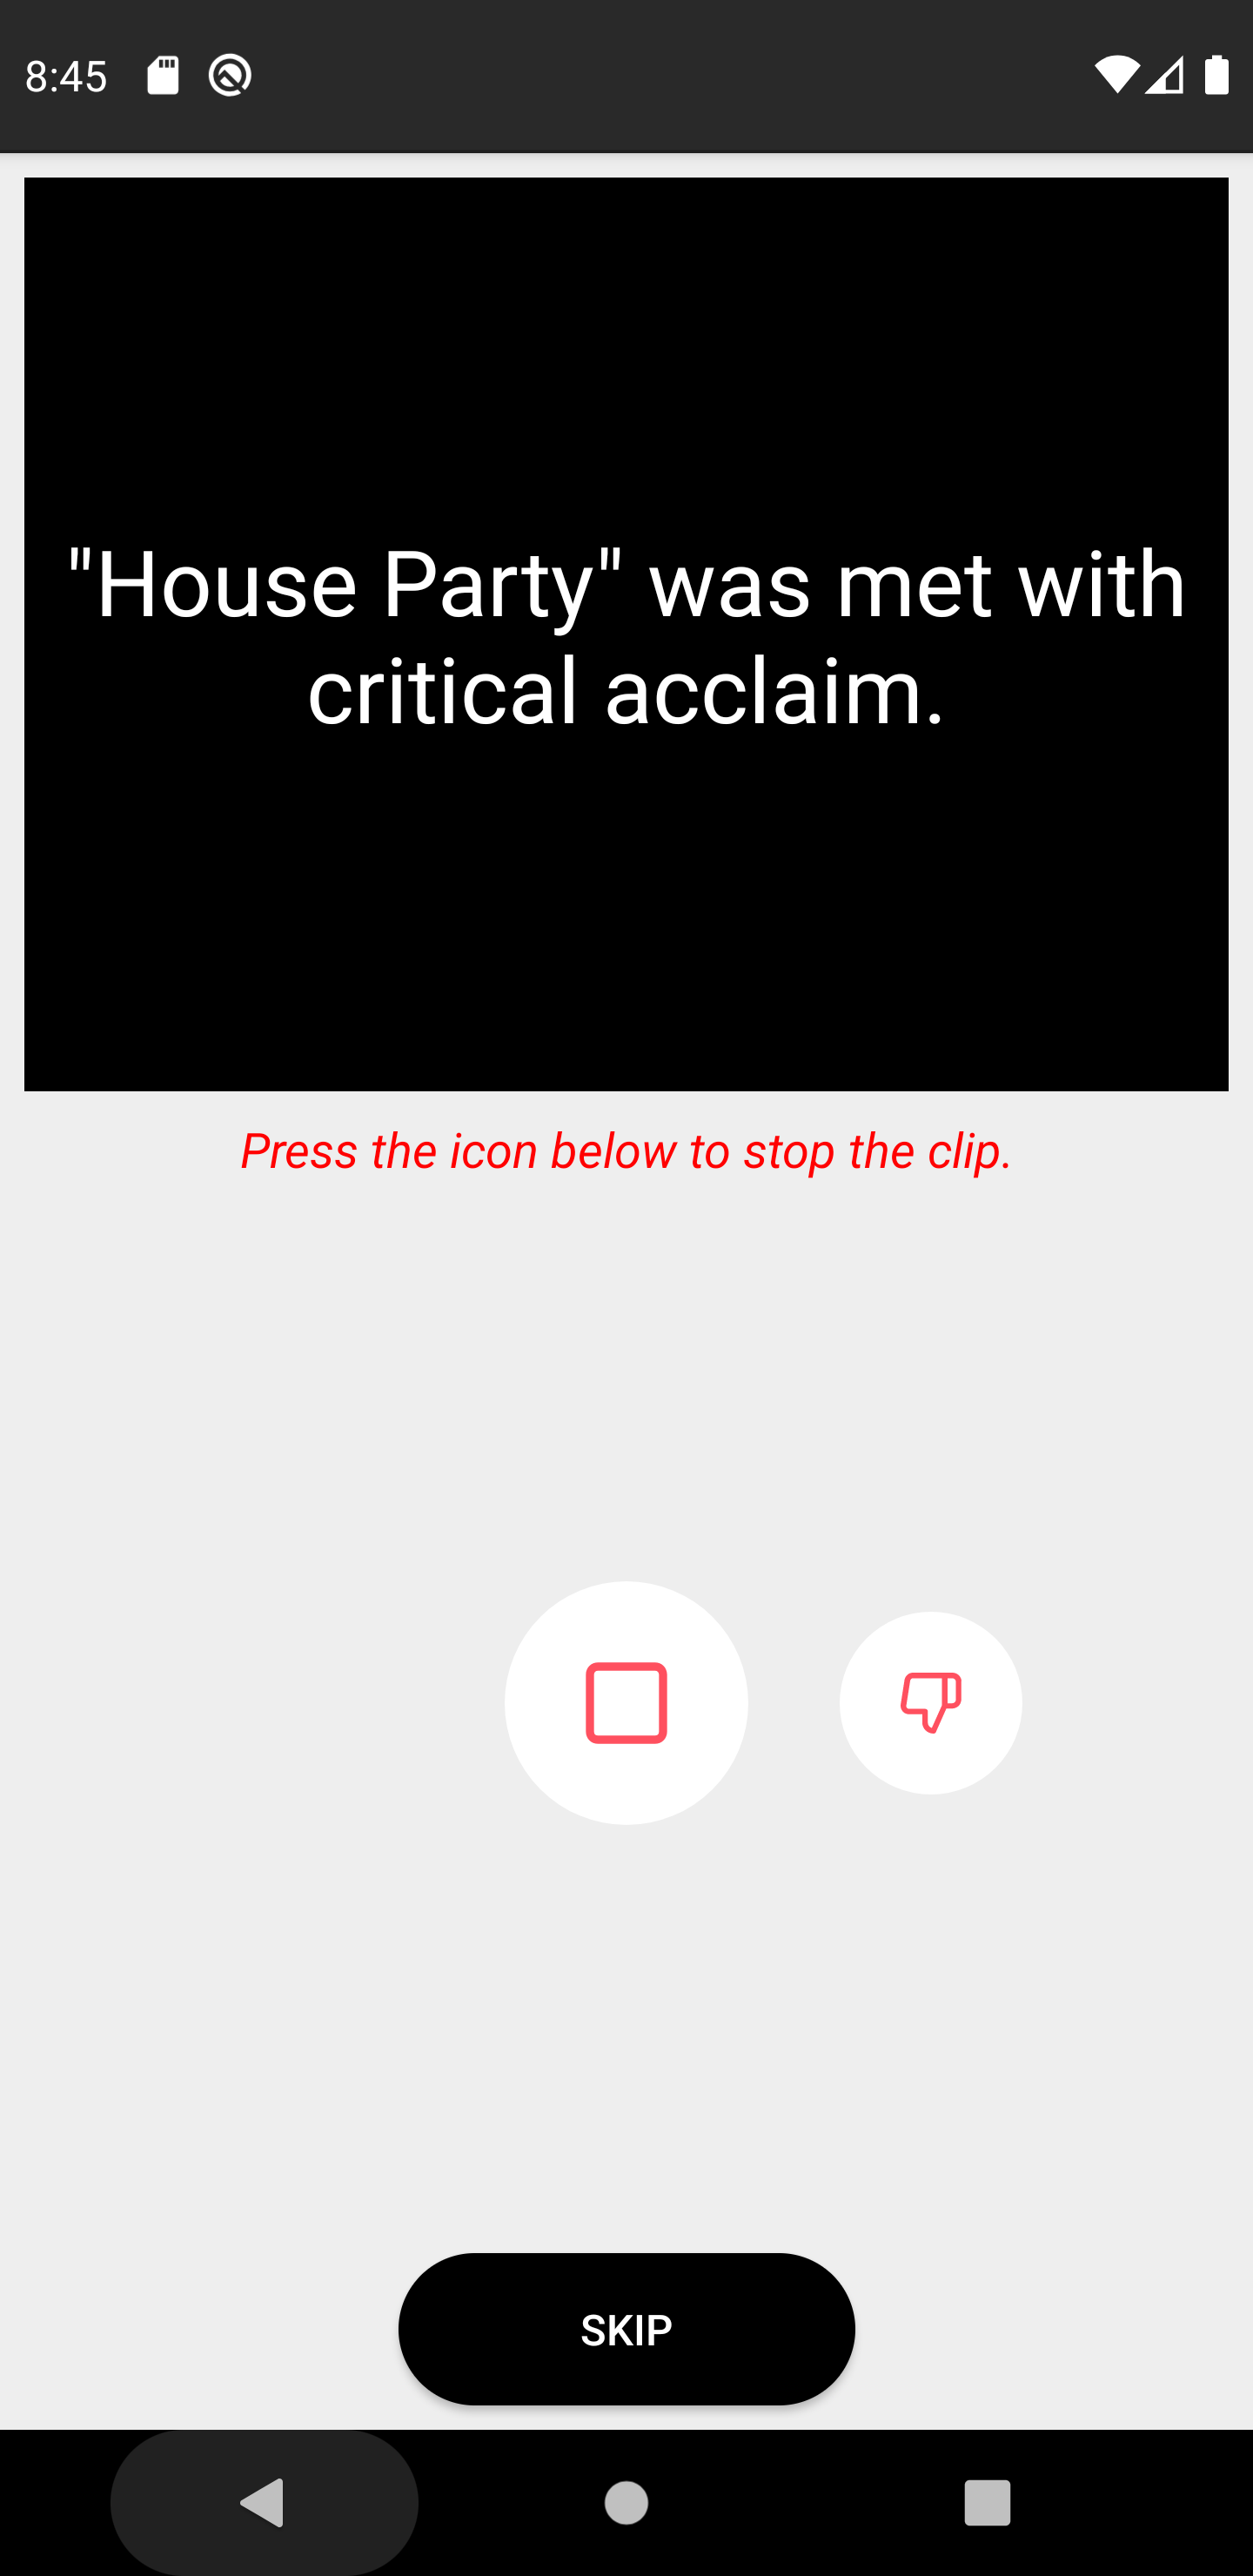 8:45
"House Party" was met with
critical acclaim.
Press the icon below to stop the clip.
SKIP